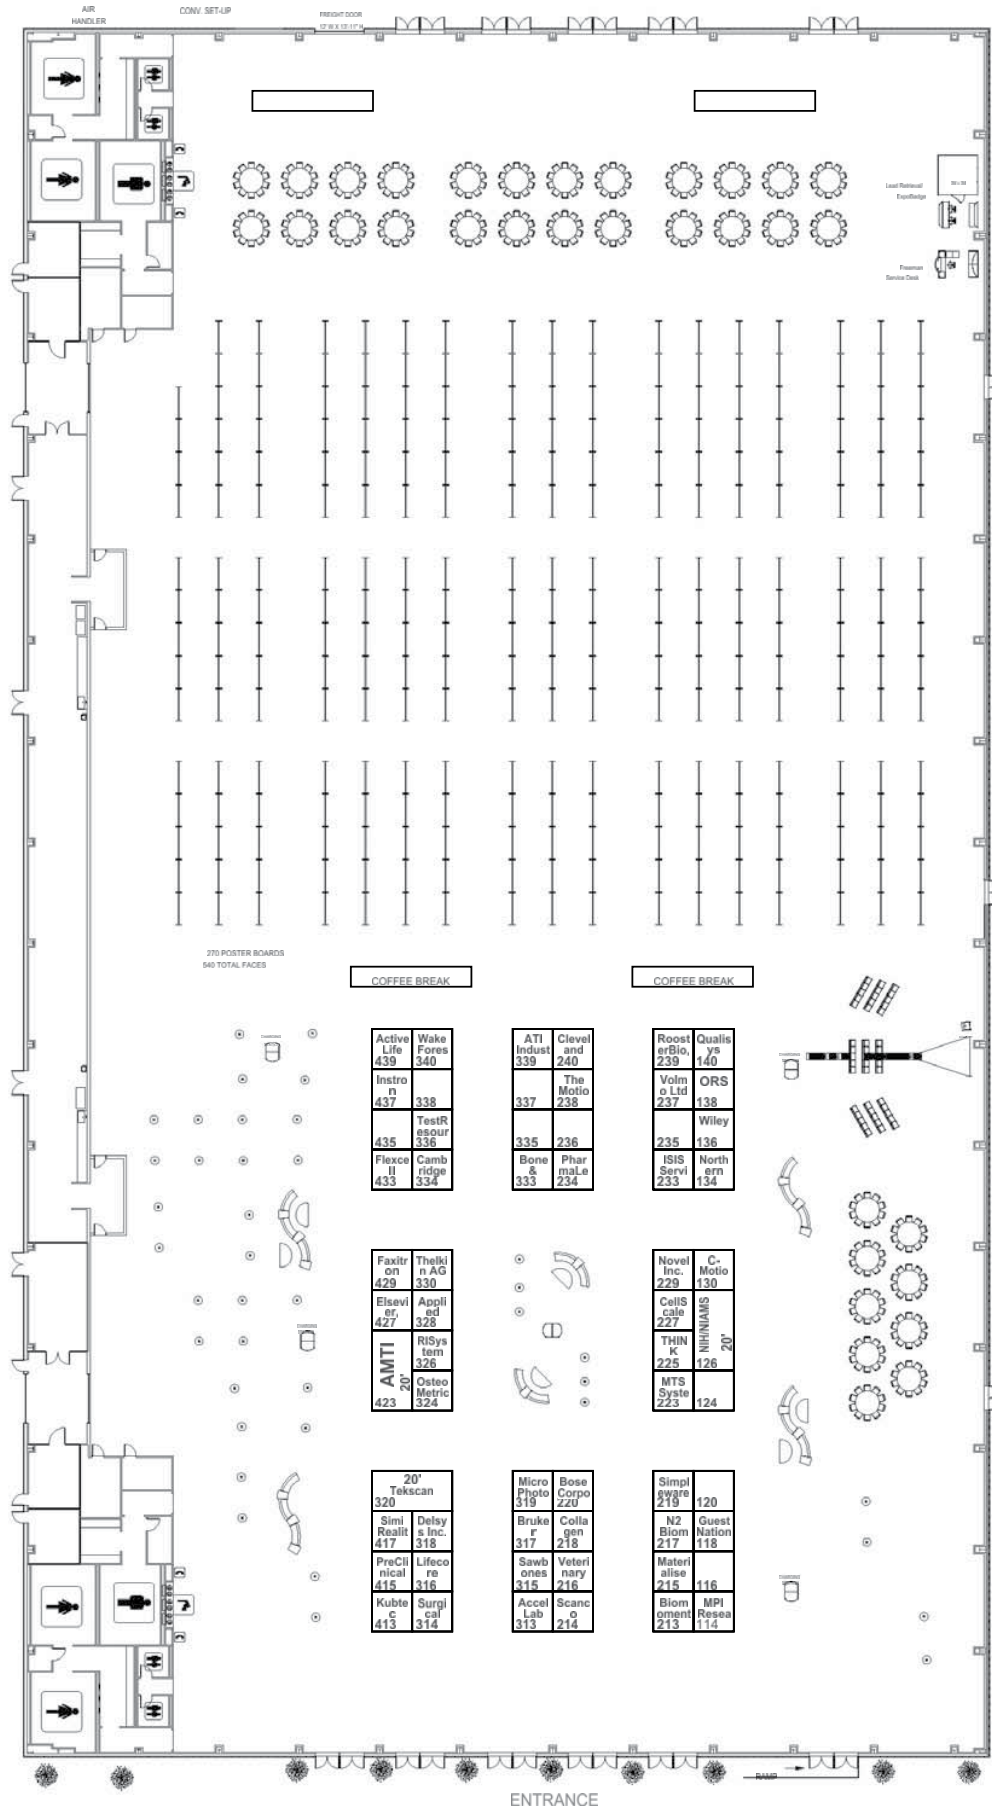 AIR
HANDLER
CONV. SET-UP
FREIGHT DOOR
12' W X 13'-11" H
Lead Retrieval/
ExpoBadge
Freeman
Service Desk
270 POSTER BOARDS
540 TOTAL FACES
COFFEE BREAK
COFFEE BREAK
Active
Life
439
Wake
Fores
340
Instro
n
437
338
435
TestR
esour
336
Flexce
ll
433
Camb
ridge
334
ATI
Indust
339
Clevel
and
240
337
The
Motio
238
335
236
Bone
&
333
Phar
maLe
234
Roost
erBio,
239
Qualis
ys
140
Volm
o Ltd
237
ORS
138
235
Wiley
136
ISIS
Servi
233
North
ern
134
Faxitr
on
429
Thelki
n AG
330
Elsevi
er,
427
Appli
ed
328
AMTI
20'
423
RISys
tem
326
Osteo
Metric
324
Novel
Inc.
229
C-
Motio
130
CellS
cale
227
NIH/NIAMS
20'
126
THIN
K
225
MTS
Syste
223
124
20'
Tekscan
320
Simi
Realit
417
Delsy
s Inc.
318
PreCli
nical
415
Lifeco
re
316
Kubte
c
413
Surgi
cal
314
Micro
Photo
319
Bose
Corpo
220
Bruke
r
317
Colla
gen
218
Sawb
ones
315
Veteri
nary
216
Accel
Lab
313
Scanc
o
214
Simpl
eware
219
120
N2
Biom
217
Guest
Nation
118
Materi
alise
215
116
Biom
oment
213
MPI
Resea
114
RAMP
ENTRANCE